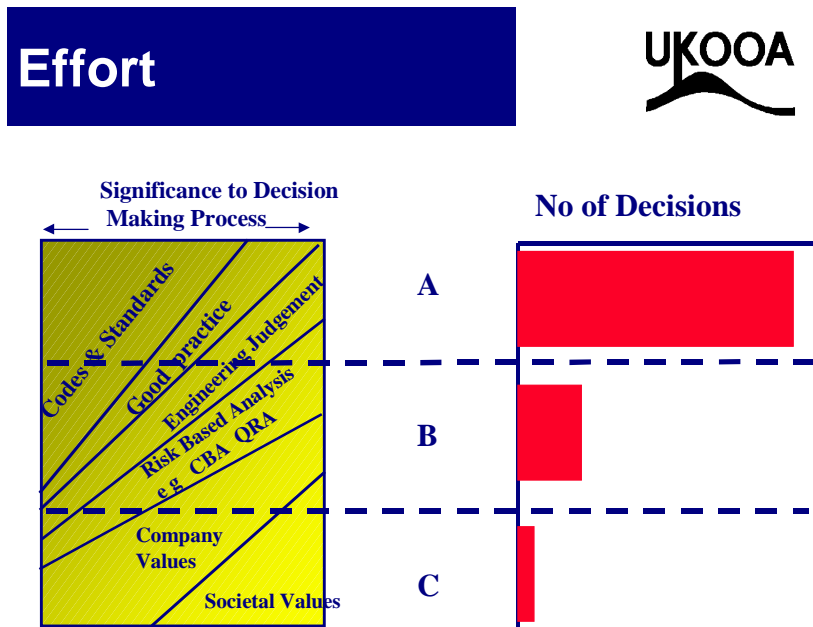 Effort
UKOOA
Significance to Decision
Making Process
No of Decisions
Codes & Standards
Good practice
Engineering Judgement
Risk Based Analysis
e g CBA QRA
Company
Values
Societal Values
A
B
C